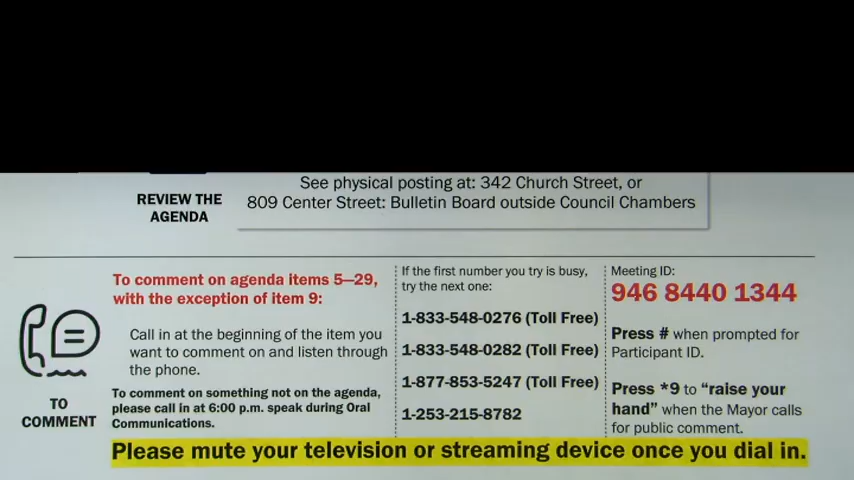 See physical posting at: 342 Church Street, or
809 Center Street: Bulletin Board outside Council Chambers
REVIEW THE
AGENDA
To comment on agenda items 5—29,
with the exception of item 9:
Call in at the beginning of the item you
want to comment on and listen through
the phone.
To comment on something not on the agenda,
please call in at 6:00 p.m. speak during Oral
Communications.
TO
COMMENT
If the first number you try is busy,
try the next one:
1-833-548-0276 (Toll Free)
1-833-548-0282 (Toll Free)
1-877-853-5247 (Toll Free)
1-253-215-8782
Meeting ID:
946 8440 1344
Press # when prompted for
Participant ID.
Press *9 to “raise your
hand” when the Mayor calls
for public comment.
Please mute your television or streaming device once you dial in.